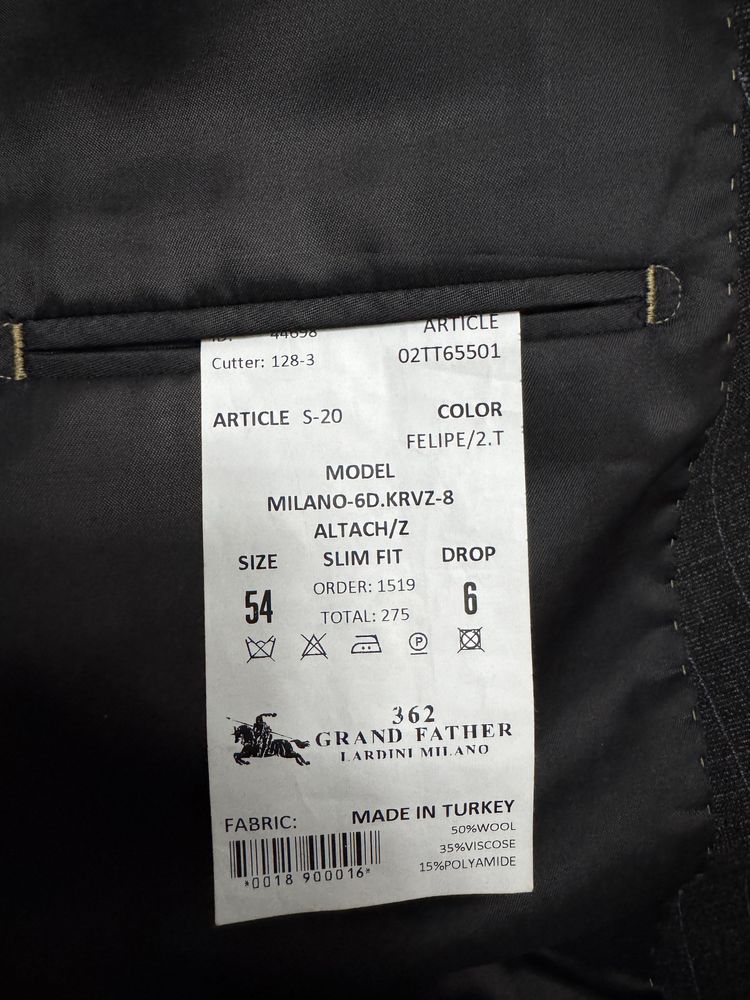 ID: 44698 ARTICLE
Cutter: 128-3 02TT65501
ARTICLE S-20 COLOR
FELIPE/2.T
MODEL
MILANO-6D.KRVZ-8
ALTACH/Z
SIZE SLIM FIT DROP
54 ORDER: 1519 6
TOTAL: 275
P
362
GRAND FATHER
LARDINI MILANO
FABRIC: MADE IN TURKEY
50%WOOL
35%VISCOSE
15%POLYAMIDE
*0018 900016*